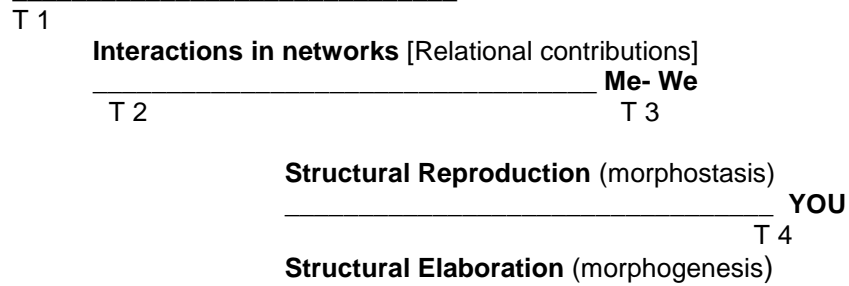 T 1
Interactions in networks [Relational contributions]
Me- We
T 2 T 3
Structural Reproduction (morphostasis)
YOU
T 4
Structural Elaboration (morphogenesis)